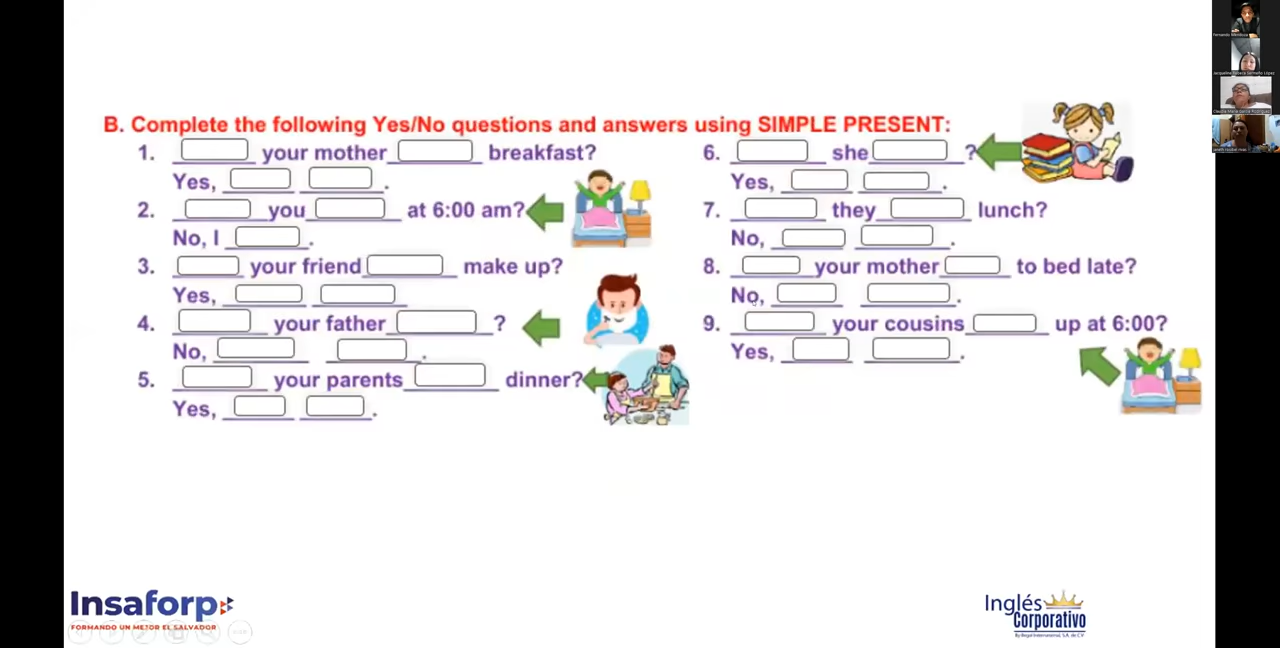 B. Complete the following Yes/No questions and answers using SIMPLE PRESENT:
1. your mother breakfast?
Yes, .
2. you at 6:00 am?
No, I .
3. your friend make up?
Yes,
4. your father ?
No, .
5. your parents dinner?
Yes, .
6. she ?
Yes, .
7. they lunch?
No, .
8. your mother to bed late?
No, .
9. your cousins up at 6:00?
Yes, .
Insaforp
FORMANDO UN MEJOR EL SALVADOR
Inglés
Corporativo
Fernando Mendoza